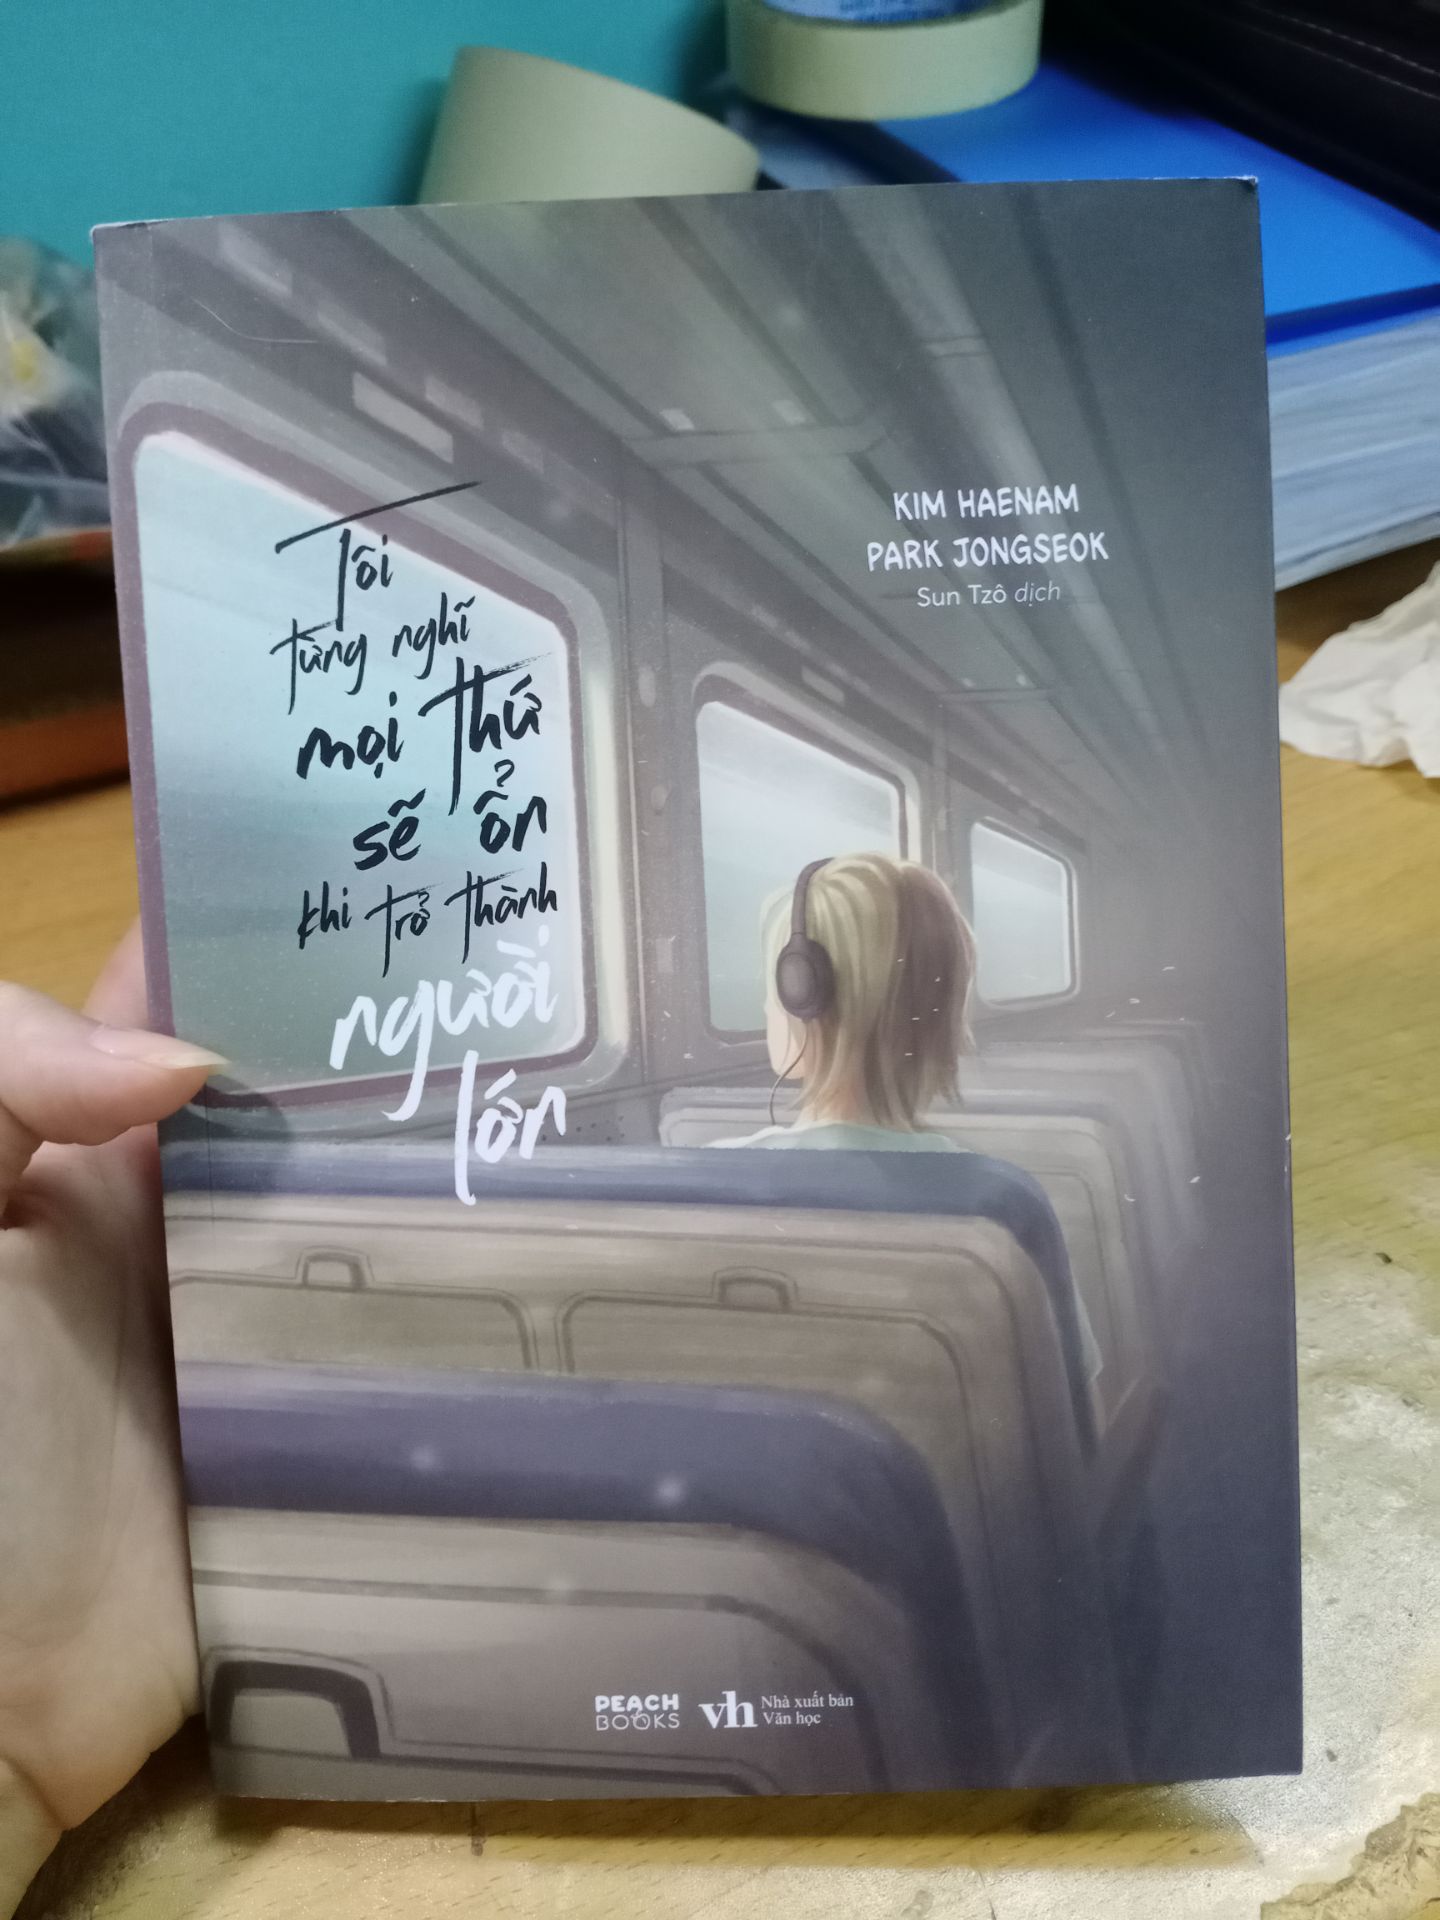 Tôi
từng nghĩ
mọi thứ
sẽ ổn
khi trở thành
người
lớn
KIM HAENAM
PARK JONGSEOK
Sun Tzô dịch
PEACH
BOOKS
vh
Nhà xuất bản
Văn học